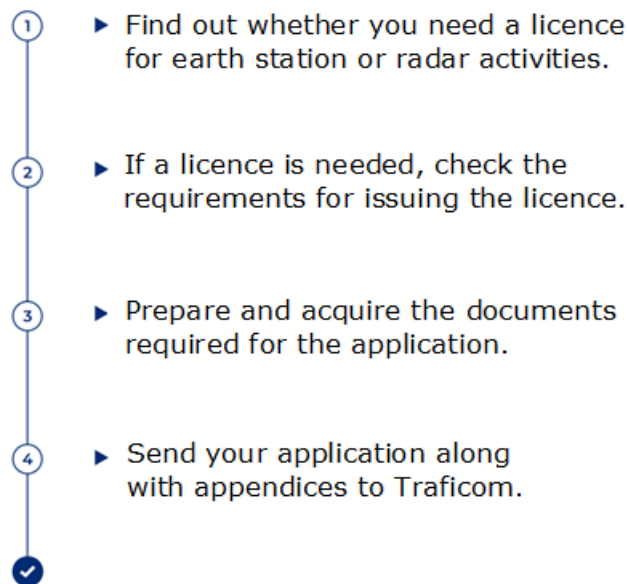 1
Find out whether you need a licence
for earth station or radar activities.
2
If a licence is needed, check the
requirements for issuing the licence.
3
Prepare and acquire the documents
required for the application.
4
Send your application along
with appendices to Traficom.